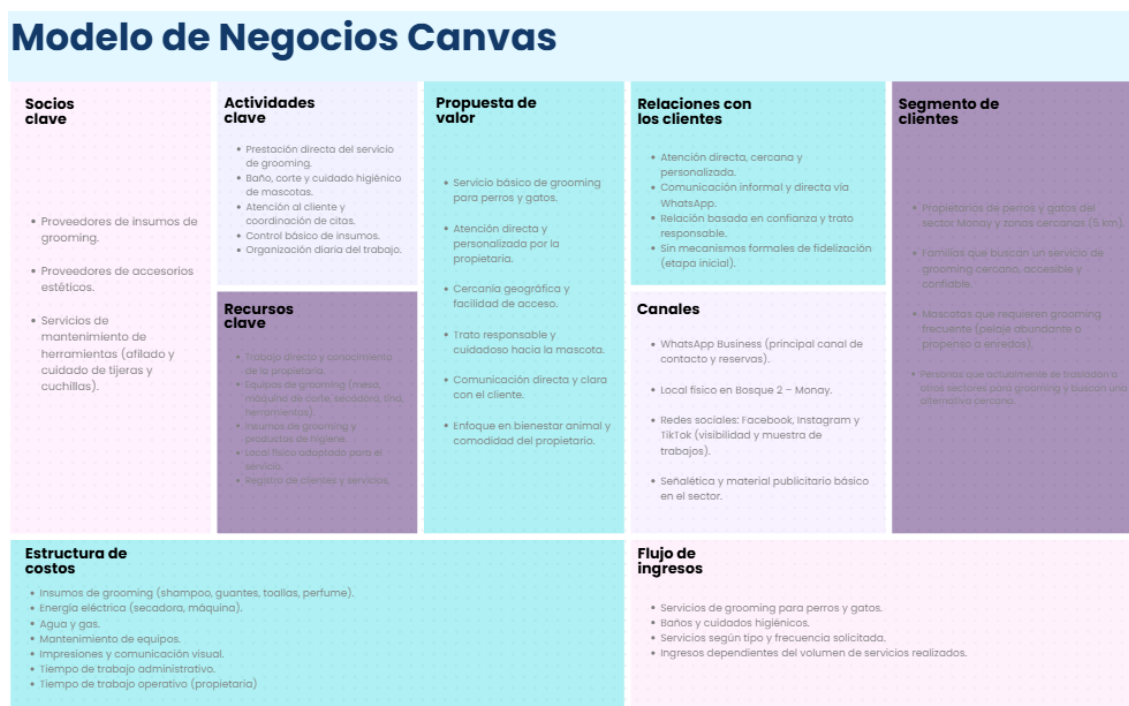 Modelo de Negocios Canvas
Socios
clave
• Proveedores de insumos de
grooming.
• Proveedores de accesorios
estéticos.
• Servicios de
mantenimiento de
herramientas (afilado y
cuidado de tijeras y
cuchillas).
Actividades
clave
• Prestación directa del servicio
de grooming.
• Baño, corte y cuidado higiénico
de mascotas.
• Atención al cliente y
coordinación de citas.
• Control básico de insumos.
• Organización diaria del trabajo.
Recursos
clave
• Trabajo directo y conocimiento
de la propietaria.
• Equipos de grooming (mesa,
máquina de corte, secadora, tina,
herramientas).
• Insumos de grooming y
productos de higiene.
• Local físico adaptado para el
servicio.
• Registro de clientes y servicios.
Propuesta de
valor
• Servicio básico de grooming
para perros y gatos.
• Atención directa y
personalizada por la
propietaria.
• Cercanía geográfica y
facilidad de acceso.
• Trato responsable y
cuidadoso hacia la mascota.
• Comunicación directa y clara
con el cliente.
• Enfoque en bienestar animal y
comodidad del propietario.
Relaciones con
los clientes
• Atención directa, cercana y
personalizada.
• Comunicación informal y directa vía
WhatsApp.
• Relación basada en confianza y trato
responsable.
• Sin mecanismos formales de fidelización
(etapa inicial).
Canales
• WhatsApp Business (principal canal de
contacto y reservas).
• Local físico en Bosque 2 – Monay.
• Redes sociales: Facebook, Instagram y
TikTok (visibilidad y muestra de
trabajos).
• Señalética y material publicitario básico
en el sector.
Segmento de
clientes
• Propietarios de perros y gatos del
sector Monay y zonas cercanas (5 km).
• Familias que buscan un servicio de
grooming cercano, accesible y
confiable.
• Mascotas que requieren grooming
frecuente (pelaje abundante o
propenso a enredos).
• Personas que actualmente se trasladan a
otros sectores para grooming y buscan una
alternativa cercana.
Estructura de
costos
• Insumos de grooming (shampoo, guantes, toallas, perfume).
• Energía eléctrica (secadora, máquina).
• Agua y gas.
• Mantenimiento de equipos.
• Impresiones y comunicación visual.
• Tiempo de trabajo administrativo.
• Tiempo de trabajo operativo (propietaria)
Flujo de
ingresos
• Servicios de grooming para perros y gatos.
• Baños y cuidados higiénicos.
• Servicios según tipo y frecuencia solicitada.
• Ingresos dependientes del volumen de servicios realizados.